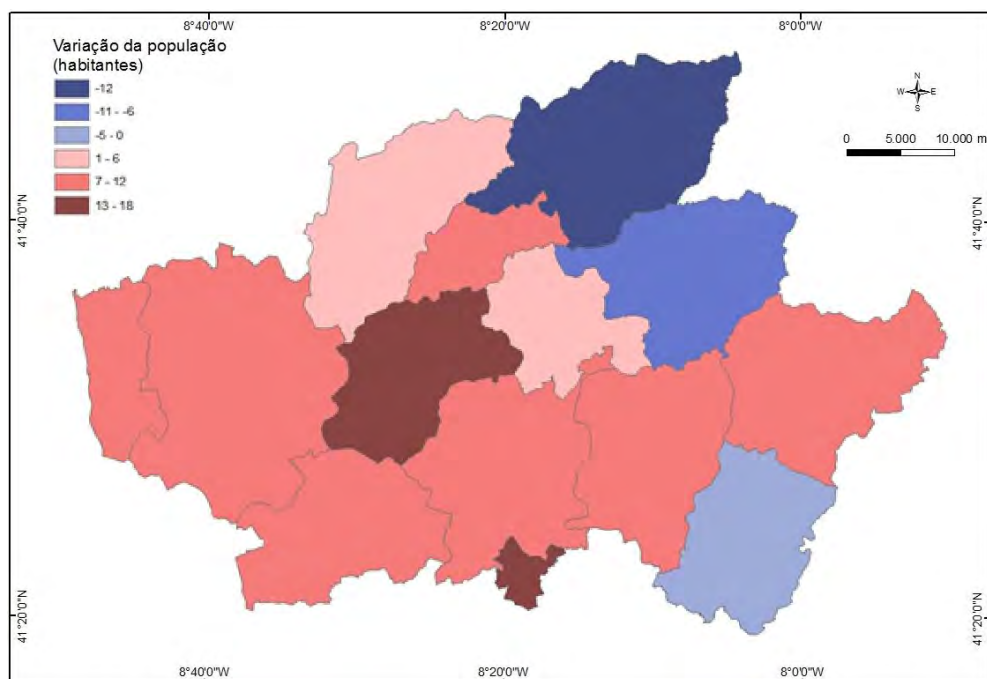 8°40'0"W 8°20'0"W 8°0'0"W
Variação da população
(habitantes)
-12
-11 - -6
-5 - 0
1 - 6
7 - 12
13 - 18
N
W E
S
0 5.000 10.000 m
41°40'0"N 41°40'0"N
41°20'0"N 41°20'0"N
8°40'0"W 8°20'0"W 8°0'0"W